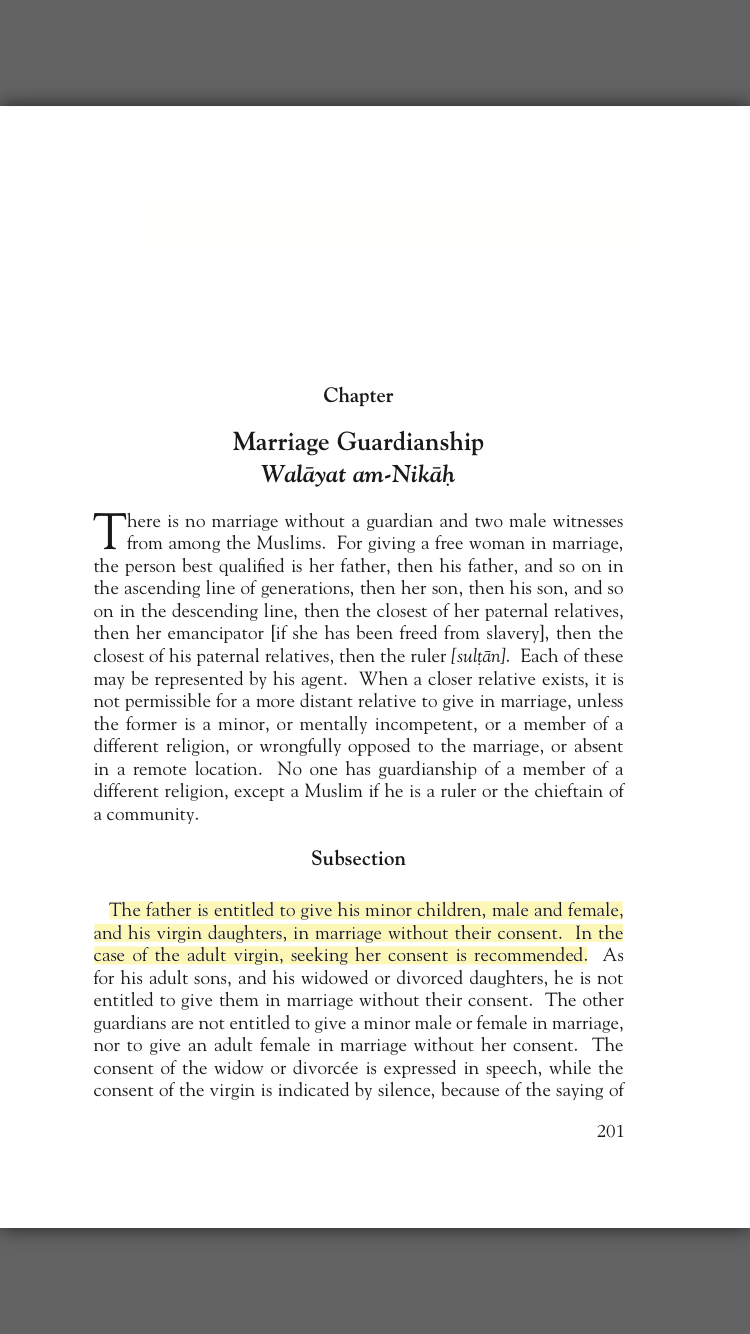 Chapter
Marriage Guardianship
Walāyat am-Nikāḥ
There is no marriage without a guardian and two male witnesses
from among the Muslims. For giving a free woman in marriage,
the person best qualified is her father, then his father, and so on in
the ascending line of generations, then her son, then his son, and so
on in the descending line, then the closest of her paternal relatives,
then her emancipator [if she has been freed from slavery], then the
closest of his paternal relatives, then the ruler [sulṭān]. Each of these
may be represented by his agent. When a closer relative exists, it is
not permissible for a more distant relative to give in marriage, unless
the former is a minor, or mentally incompetent, or a member of a
different religion, or wrongfully opposed to the marriage, or absent
in a remote location. No one has guardianship of a member of a
different religion, except a Muslim if he is a ruler or the chieftain of
a community.
Subsection
The father is entitled to give his minor children, male and female,
and his virgin daughters, in marriage without their consent. In the
case of the adult virgin, seeking her consent is recommended. As
for his adult sons, and his widowed or divorced daughters, he is not
entitled to give them in marriage without their consent. The other
guardians are not entitled to give a minor male or female in marriage,
nor to give an adult female in marriage without her consent. The
consent of the widow or divorcée is expressed in speech, while the
consent of the virgin is indicated by silence, because of the saying of
201